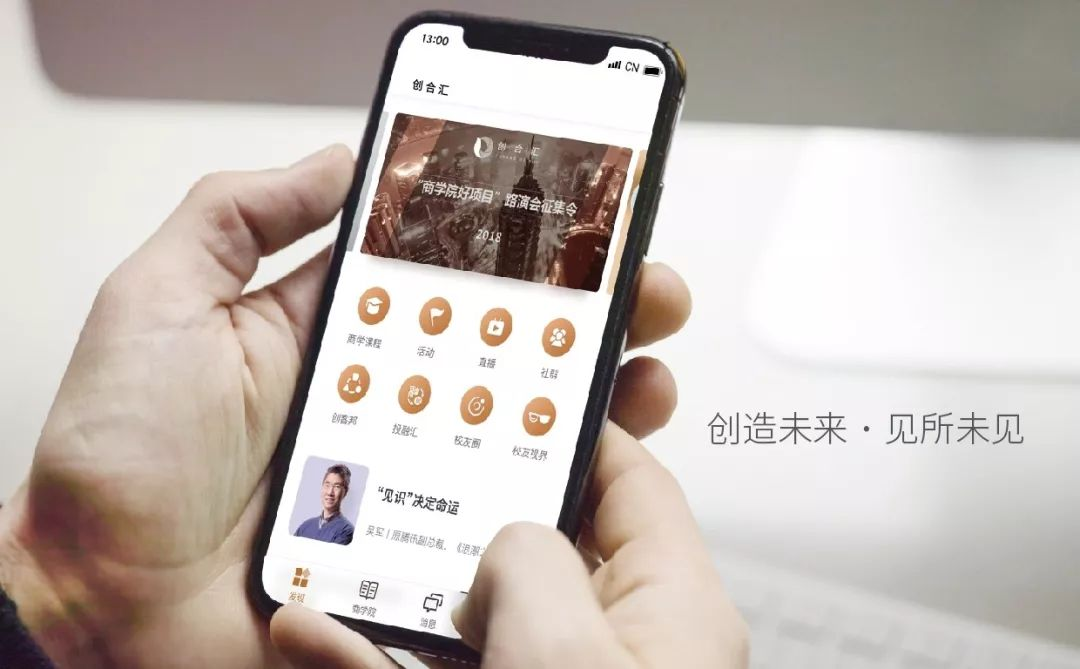 13:00
CN
创合汇
创合汇
“商学院好项目”路演会征集令
2018
商学课程
活动
直播
社群
创客邦
投融汇
校友圈
校友视界
创造未来·见所未见
“见识”决定命运
吴军丨原腾讯副总裁、《浪潮之
发现
商学院
消息